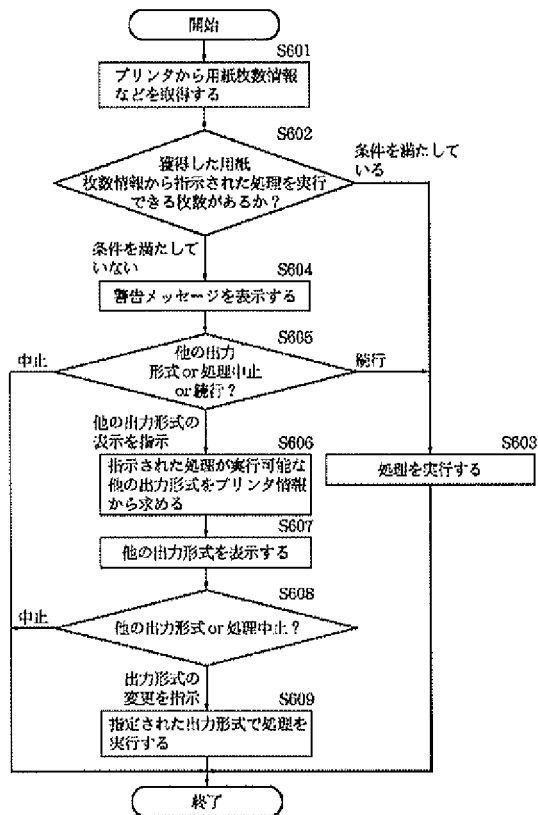 開始
S601
プリンタから用紙枚数情報
などを取得する
S602
獲得した用紙
枚数情報から指示された処理を実行
できる枚数があるか?
条件を満たして
いる
条件を満たして
いない
S604
警告メッセージを表示する
S605
他の出力
形式or処理中止
or続行?
中止
続行
他の出力形式の
表示を指示
S606
指示された処理が実行可能な
他の出力形式をプリンタ情報
から求める
S603
処理を実行する
S607
他の出力形式を表示する
S608
他の出力形式or処理中止?
中止
出力形式の
変更を指示
S609
指定された出力形式で処理を
実行する
終了